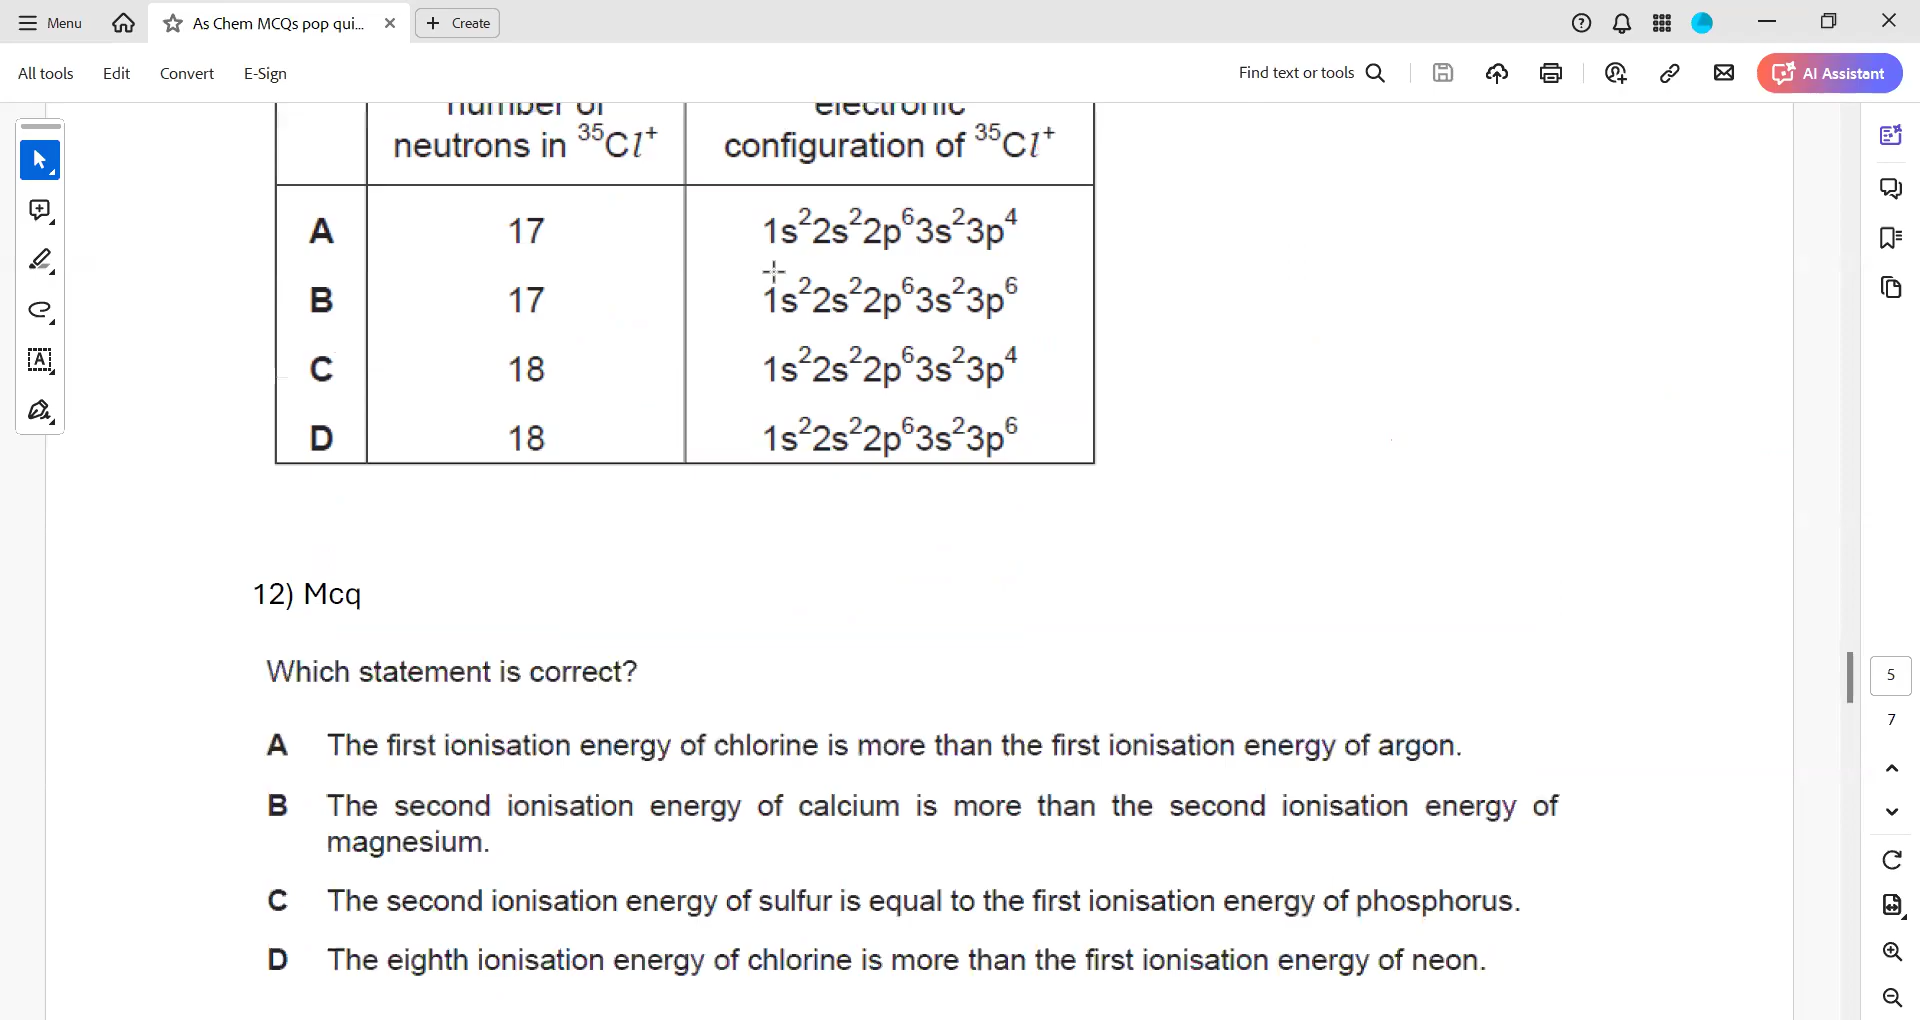 Menu
As Chem MCQs pop qui...
Create
All tools
Edit
Convert
E-Sign
Find text or tools
AI Assistant
number of
neutrons in ³⁵Cl⁺
electronic
configuration of ³⁵Cl⁺
A 17 1s²2s²2p⁶3s²3p⁴
B 17 1s²2s²2p⁶3s²3p⁶
C 18 1s²2s²2p⁶3s²3p⁴
D 18 1s²2s²2p⁶3s²3p⁶
12) Mcq
Which statement is correct?
A The first ionisation energy of chlorine is more than the first ionisation energy of argon.
B The second ionisation energy of calcium is more than the second ionisation energy of
magnesium.
C The second ionisation energy of sulfur is equal to the first ionisation energy of phosphorus.
D The eighth ionisation energy of chlorine is more than the first ionisation energy of neon.
5
7